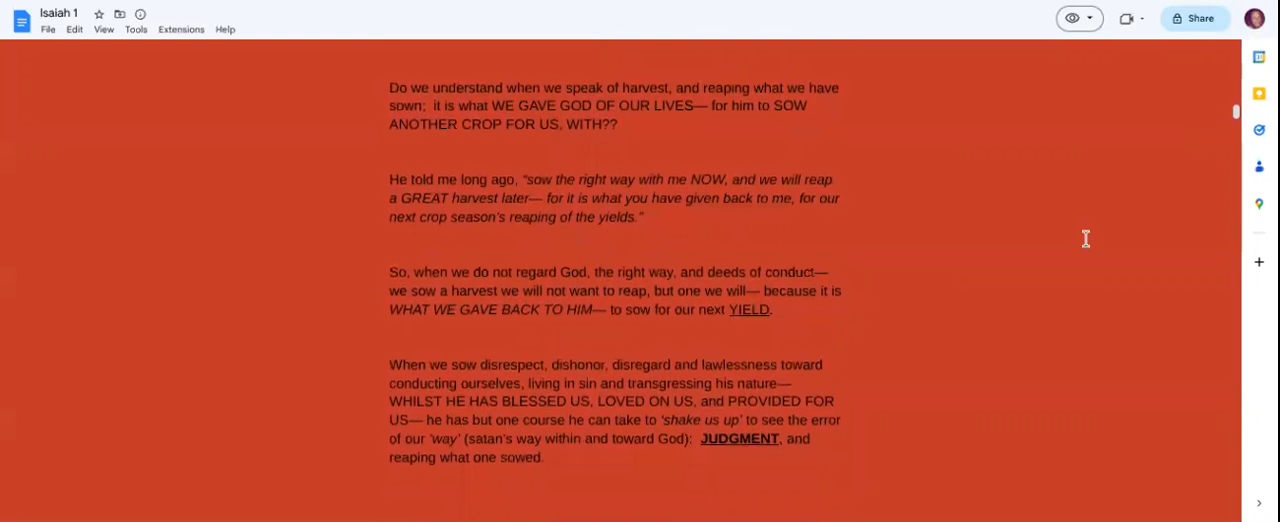 Isaiah 1
File Edit View Tools Extensions Help
Share
Do we understand when we speak of harvest, and reaping what we have
sown;  it is what WE GAVE GOD OF OUR LIVES— for him to SOW
ANOTHER CROP FOR US, WITH??
He told me long ago, “sow the right way with me NOW, and we will reap
a GREAT harvest later— for it is what you have given back to me, for our
next crop season’s reaping of the yields.”
So, when we do not regard God, the right way, and deeds of conduct—
we sow a harvest we will not want to reap, but one we will— because it is
WHAT WE GAVE BACK TO HIM— to sow for our next YIELD.
When we sow disrespect, dishonor, disregard and lawlessness toward
conducting ourselves, living in sin and transgressing his nature—
WHILST HE HAS BLESSED US, LOVED ON US, and PROVIDED FOR
US— he has but one course he can take to ‘shake us up’ to see the error
of our ‘way’ (satan’s way within and toward God):  JUDGMENT, and
reaping what one sowed.